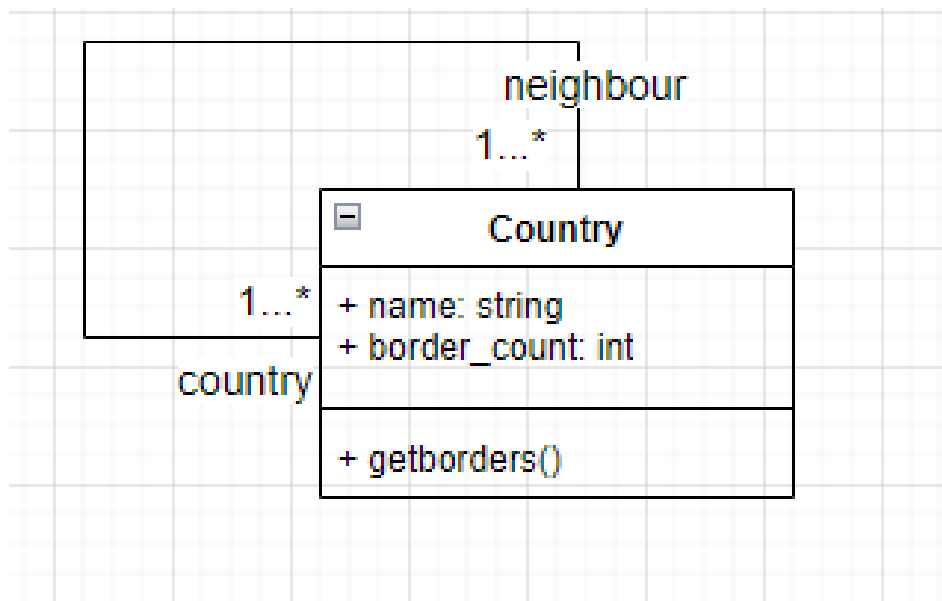 neighbour
1...*
Country
1...*
+ name: string
+ border_count: int
country
+ getborders()